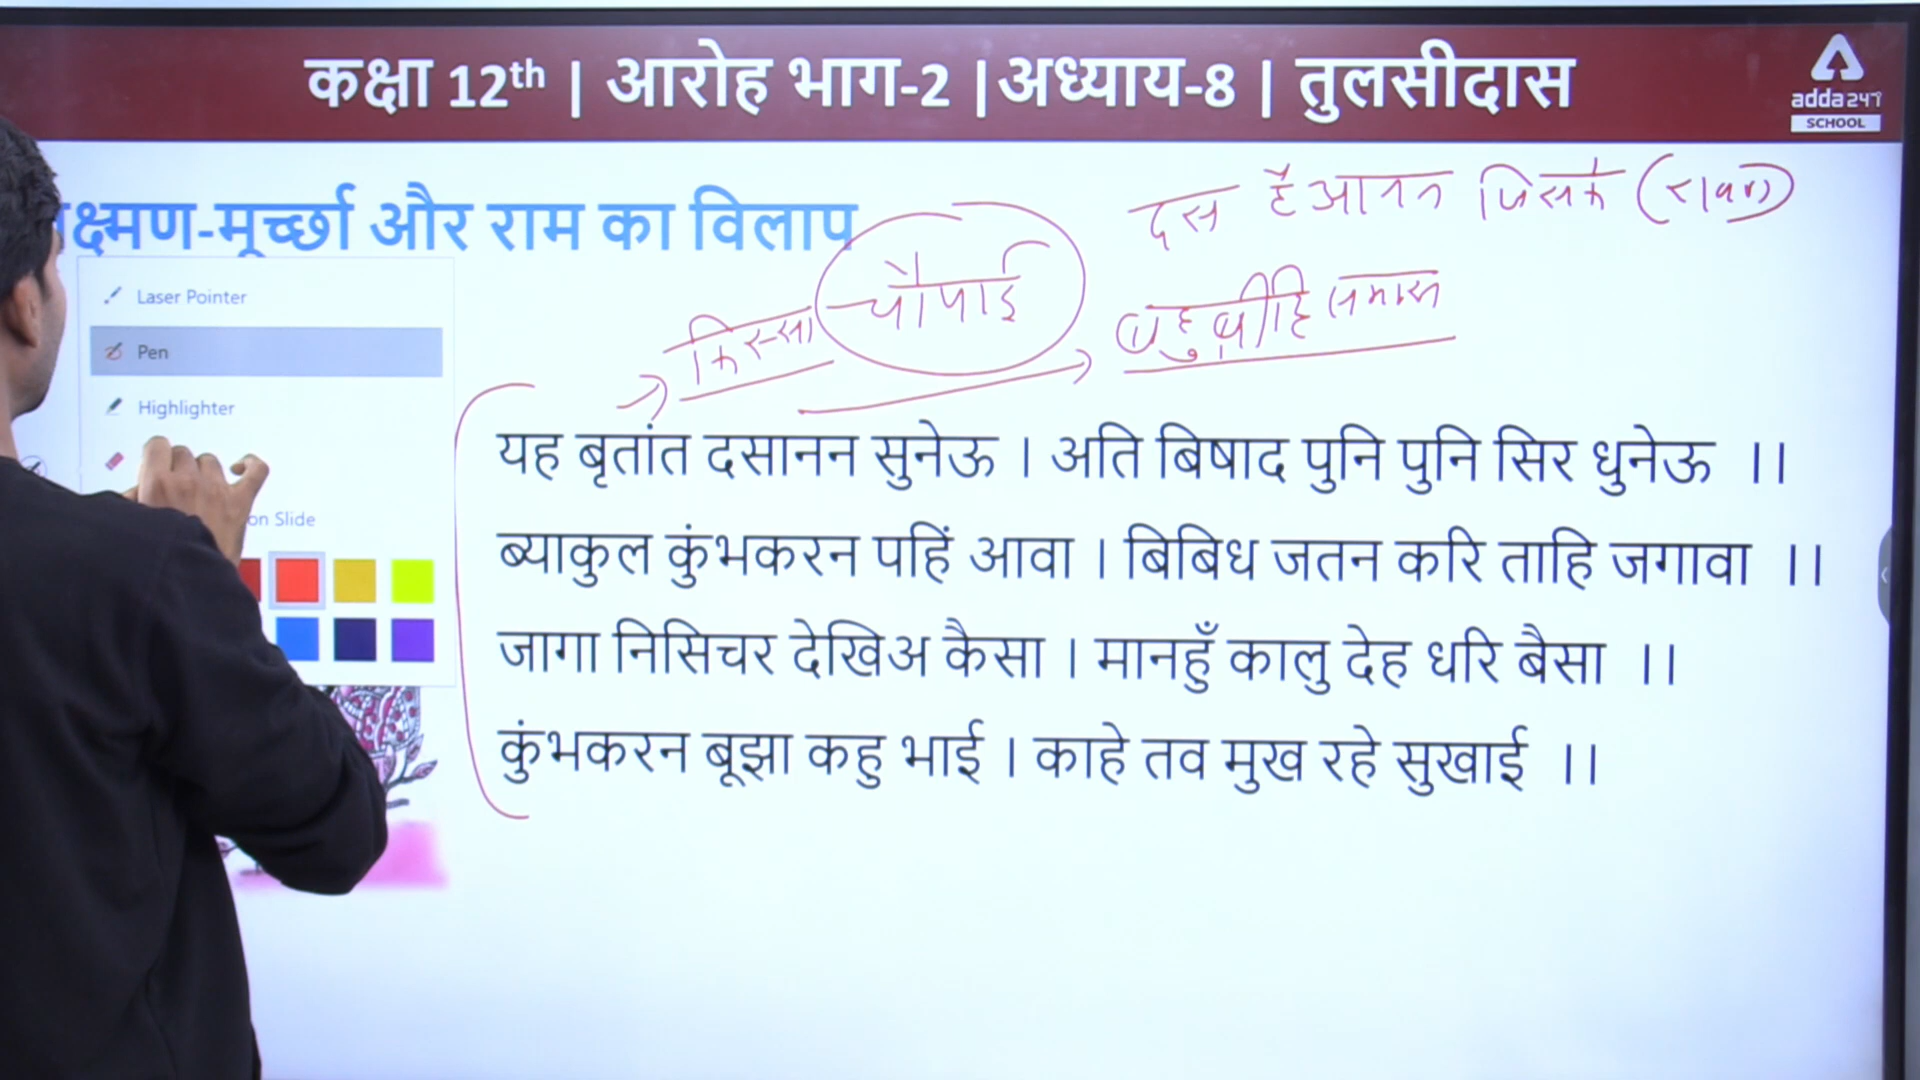 कक्षा 12th | आरोह भाग-2 |अध्याय-8 | तुलसीदास
adda247
SCHOOL
क्ष्मण-मूर्च्छा और राम का विलाप
दस है आनन जिसके (रावण)
चौपाई
बहुब्रीहि समास
किस्सा
Laser Pointer
Pen
Highlighter
on Slide
यह बृतांत दसानन सुनेऊ । अति बिषाद पुनि पुनि सिर धुनेऊ ।।
ब्याकुल कुंभकरन पहिं आवा । बिबिध जतन करि ताहि जगावा ।।
जागा निसिचर देखिअ कैसा । मानहुँ कालु देह धरि बैसा ।।
कुंभकरन बूझा कहु भाई । काहे तव मुख रहे सुखाई ।।